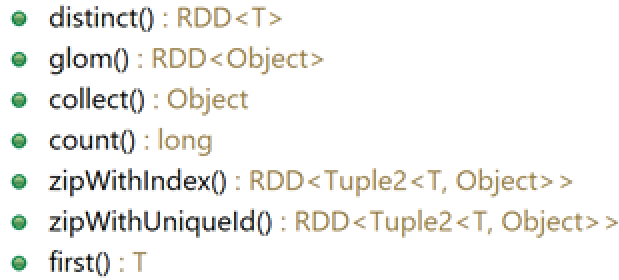 distinct() : RDD<T>
glom() : RDD<Object>
collect() : Object
count() : long
zipWithIndex() : RDD<Tuple2<T, Object>>
zipWithUniqueId() : RDD<Tuple2<T, Object>>
first() : T